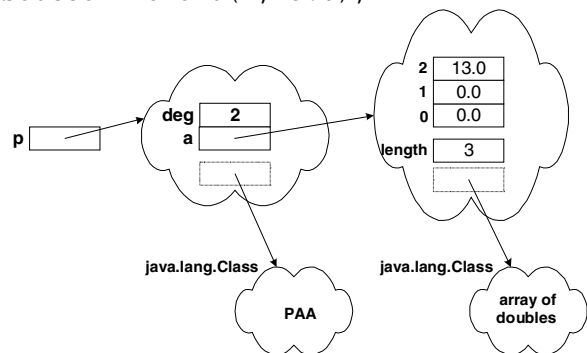 2 13.0
1 0.0
0 0.0
length 3
deg 2
a
p
java.lang.Class
java.lang.Class
PAA
array of
doubles